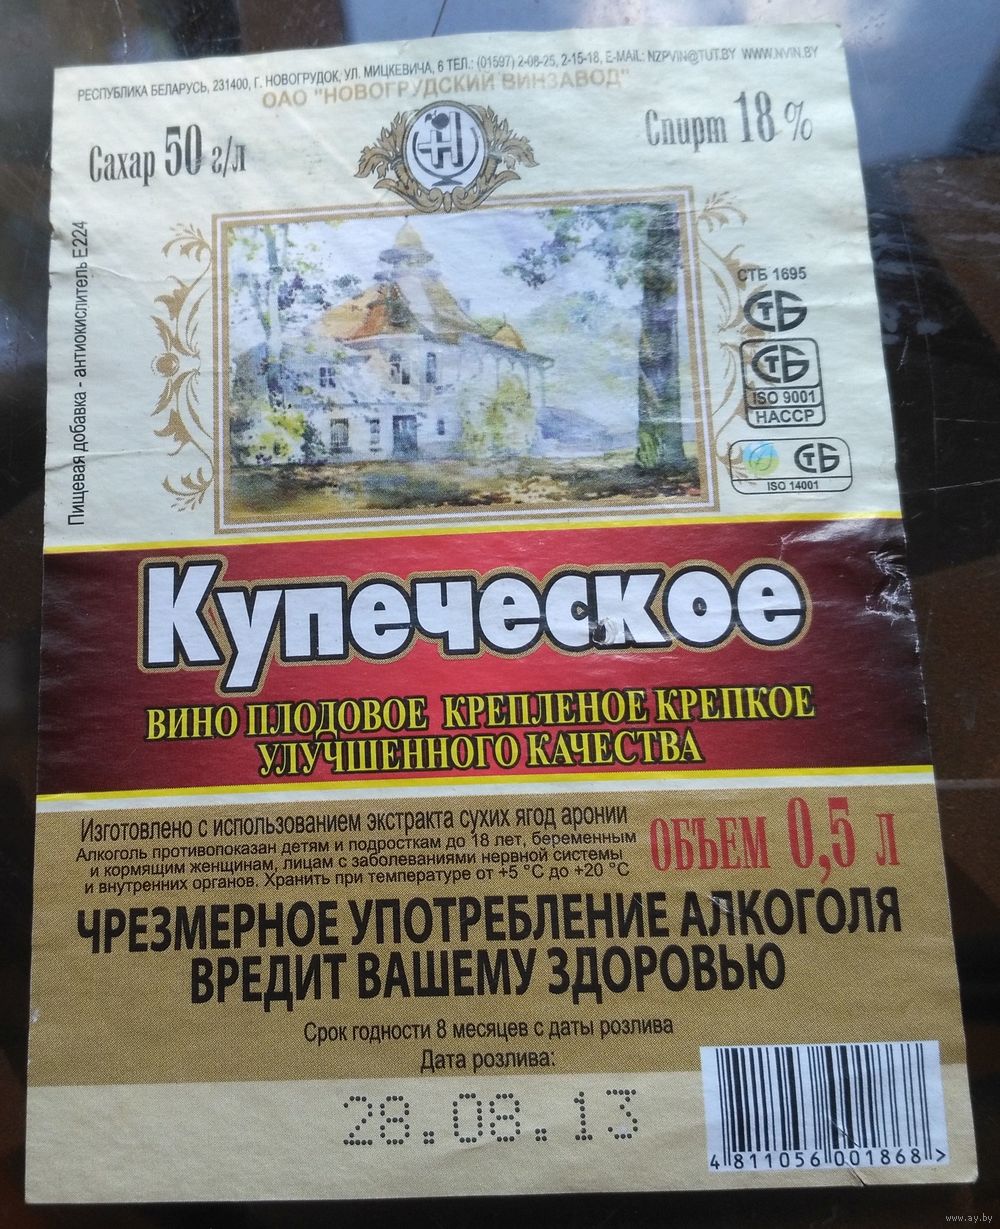 РЕСПУБЛИКА БЕЛАРУСЬ, 231400, Г. НОВОГРУДОК, УЛ. МИЦКЕВИЧА, 6 ТЕЛ.: (01597) 2-08-25, 2-15-18, E-MAIL: NZPVIN@TUT.BY WWW.NVIN.BY
ОАО "НОВОГРУДСКИЙ ВИНЗАВОД"
Сахар 50 г/л
Спирт 18 %
Пищевая добавка - антиокислитель Е224
СТБ 1695
СТБ
СТБ
ISO 9001
НАССР
СТБ
ISO 14001
Купеческое
ВИНО ПЛОДОВОЕ КРЕПЛЕНОЕ КРЕПКОЕ
УЛУЧШЕННОГО КАЧЕСТВА
Изготовлено с использованием экстракта сухих ягод аронии
Алкоголь противопоказан детям и подросткам до 18 лет, беременным
и кормящим женщинам, лицам с заболеваниями нервной системы
и внутренних органов. Хранить при температуре от +5 °С до +20 °С
ОБЪЕМ 0,5 л
ЧРЕЗМЕРНОЕ УПОТРЕБЛЕНИЕ АЛКОГОЛЯ
ВРЕДИТ ВАШЕМУ ЗДОРОВЬЮ
Срок годности 8 месяцев с даты розлива
Дата розлива:
28.08.13
4 811056 001868 >
www.ay.by